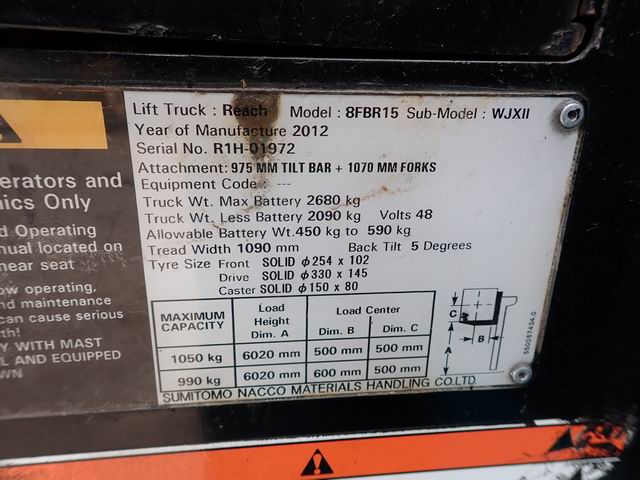 Lift Truck : Reach Model : 8FBR15 Sub-Model : WJXII
Year of Manufacture 2012
Serial No. R1H-01972
Attachment: 975 MM TILT BAR + 1070 MM FORKS
Equipment Code : ---
Truck Wt. Max Battery 2680 kg
Truck Wt. Less Battery 2090 kg Volts 48
Allowable Battery Wt. 450 kg to 590 kg
Tread Width 1090 mm Back Tilt 5 Degrees
Tyre Size Front SOLID ϕ254 x 102
Drive SOLID ϕ330 x 145
Caster SOLID ϕ150 x 80
MAXIMUM CAPACITY Load Height Dim. A Load Center Dim. B Dim. C
1050 kg 6020 mm 500 mm 500 mm
990 kg 6020 mm 600 mm 500 mm
C
B
A
550057434.0
SUMITOMO NACCO MATERIALS HANDLING CO.LTD.
erators and
nics Only
d Operating
nual located on
near seat
ow operating,
nd maintenance
can cause serious
th!
WITH MAST
L AND EQUIPPED
WN